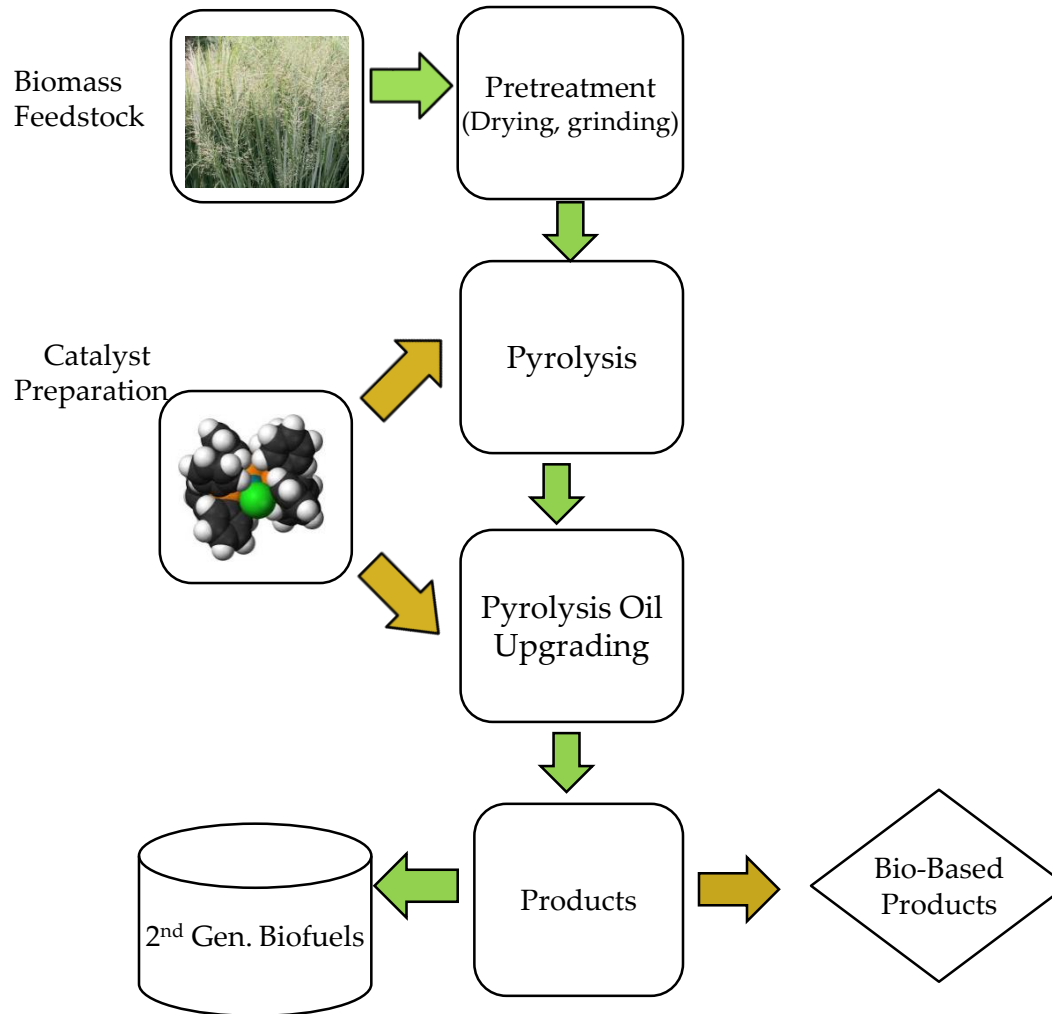 Biomass
Feedstock
Pretreatment
(Drying, grinding)
Catalyst
Preparation
Pyrolysis
Pyrolysis Oil
Upgrading
2nd Gen. Biofuels
Products
Bio-Based
Products